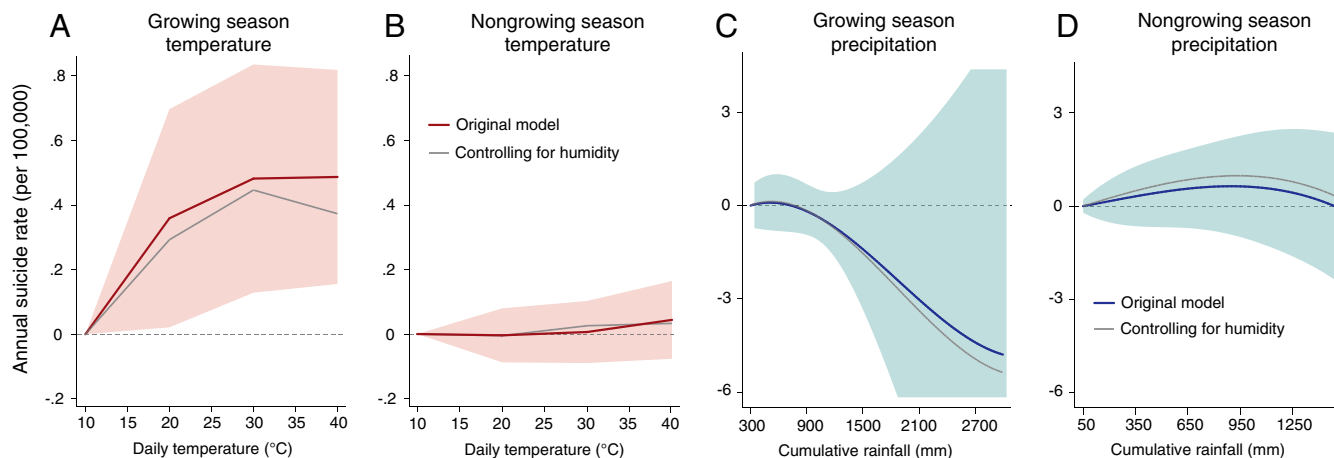 A
Growing season
temperature
Annual suicide rate (per 100,000)
.8
.6
.4
.2
0
-.2
10 15 20 25 30 35 40
Daily temperature (°C)
B
Nongrowing season
temperature
.8
.6
.4
.2
0
-.2
Original model
Controlling for humidity
10 15 20 25 30 35 40
Daily temperature (°C)
C
Growing season
precipitation
3
0
-3
-6
300 900 1500 2100 2700
Cumulative rainfall (mm)
D
Nongrowing season
precipitation
3
0
-3
-6
Original model
Controlling for humidity
50 350 650 950 1250
Cumulative rainfall (mm)